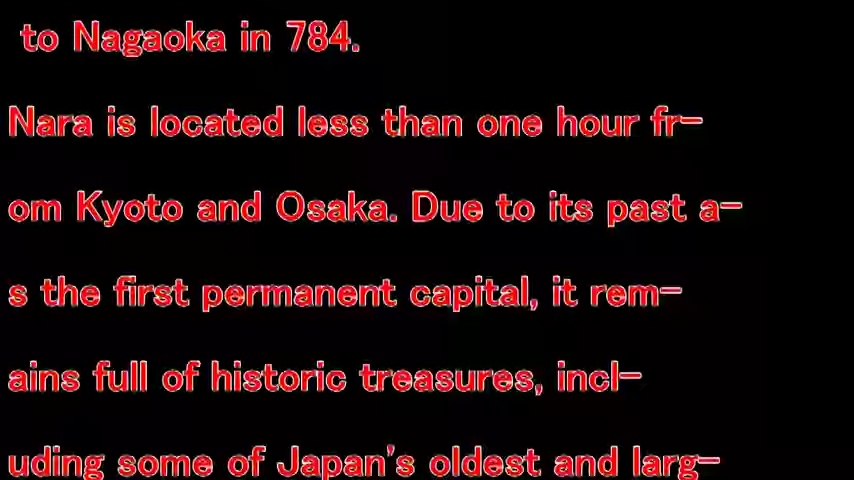 to Nagaoka in 784.
Nara is located less than one hour fr-
om Kyoto and Osaka. Due to its past a-
s the first permanent capital, it rem-
ains full of historic treasures, incl-
uding some of Japan's oldest and larg-